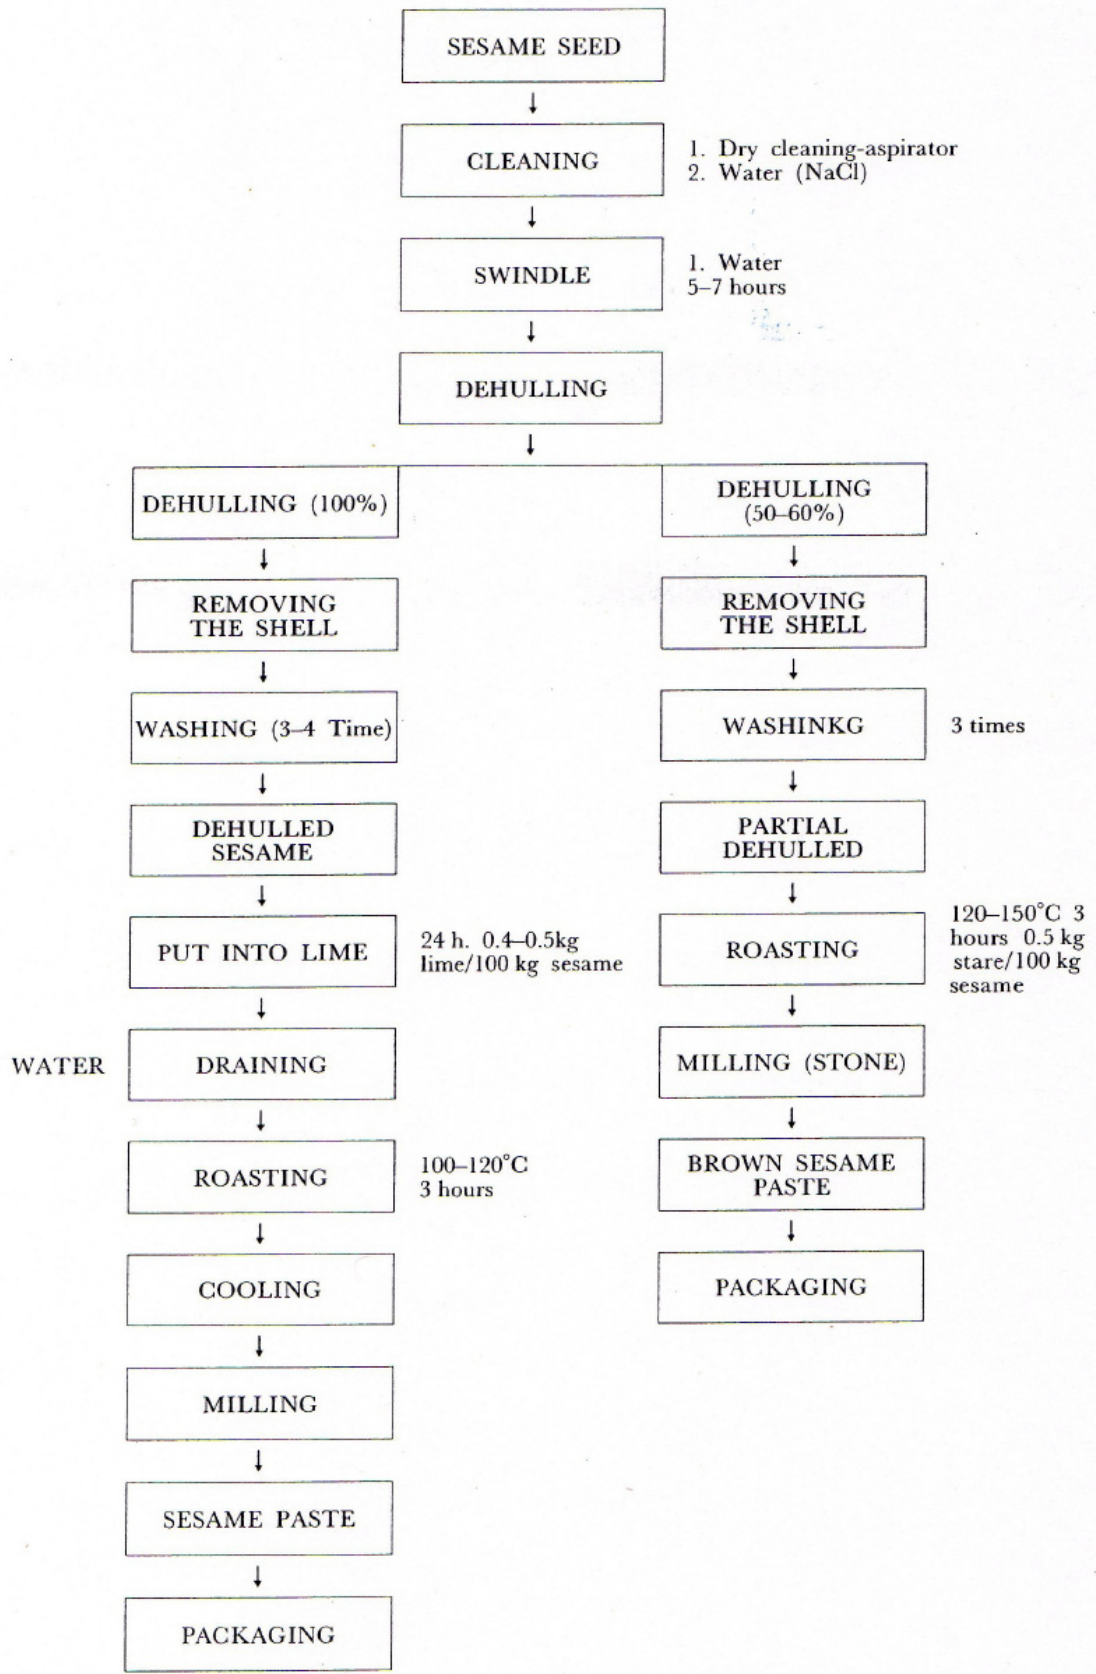 SESAME SEED
CLEANING
1. Dry cleaning-aspirator
2. Water (NaCl)
SWINDLE
1. Water
5–7 hours
DEHULLING
DEHULLING (100%)
REMOVING
THE SHELL
WASHING (3–4 Time)
DEHULLED
SESAME
PUT INTO LIME
24 h. 0.4–0.5kg
lime/100 kg sesame
WATER
DRAINING
ROASTING
100–120°C
3 hours
COOLING
MILLING
SESAME PASTE
PACKAGING
DEHULLING
(50–60%)
REMOVING
THE SHELL
WASHINKG
3 times
PARTIAL
DEHULLED
ROASTING
120–150°C 3
hours 0.5 kg
stare/100 kg
sesame
MILLING (STONE)
BROWN SESAME
PASTE
PACKAGING